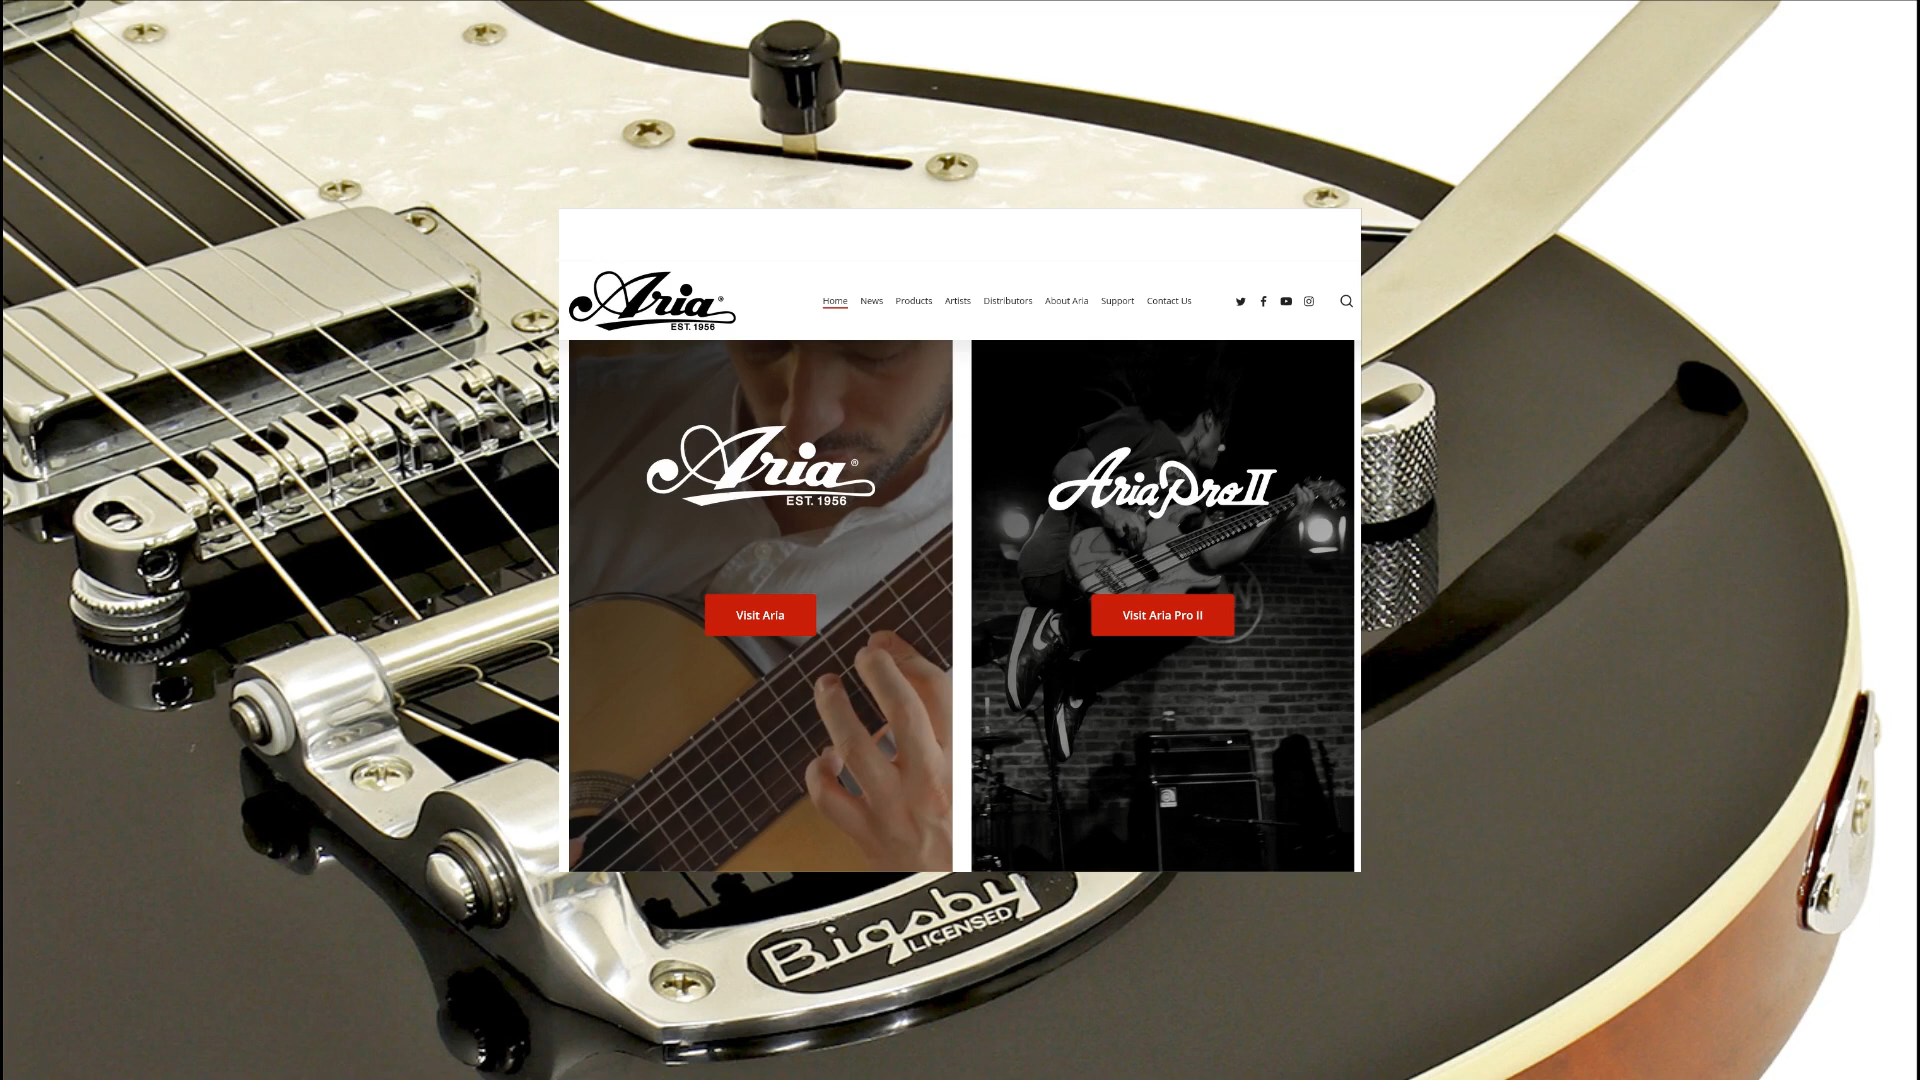 Aria®
EST. 1956
Home News Products Artists Distributors About Aria Support Contact Us
Aria®
EST. 1956
Aria Pro II
Visit Aria
Visit Aria Pro II
Bigsby
LICENSED